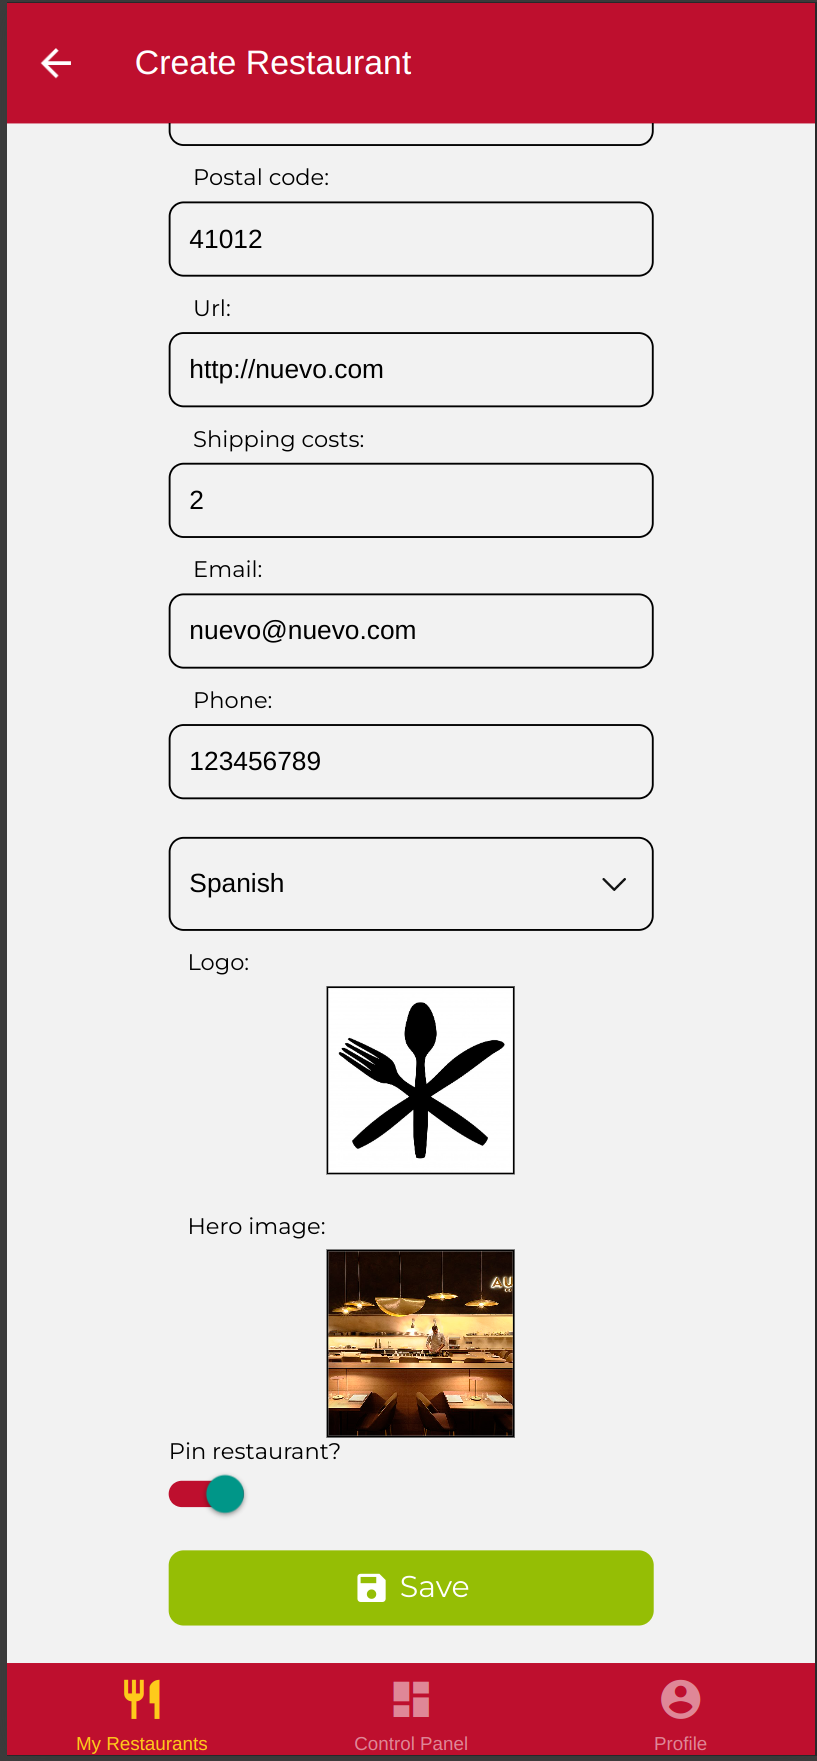 Create Restaurant
Postal code:
41012
Url:
http://nuevo.com
Shipping costs:
2
Email:
nuevo@nuevo.com
Phone:
123456789
Spanish
Logo:
Hero image:
AU
Pin restaurant?
Save
My Restaurants
Control Panel
Profile